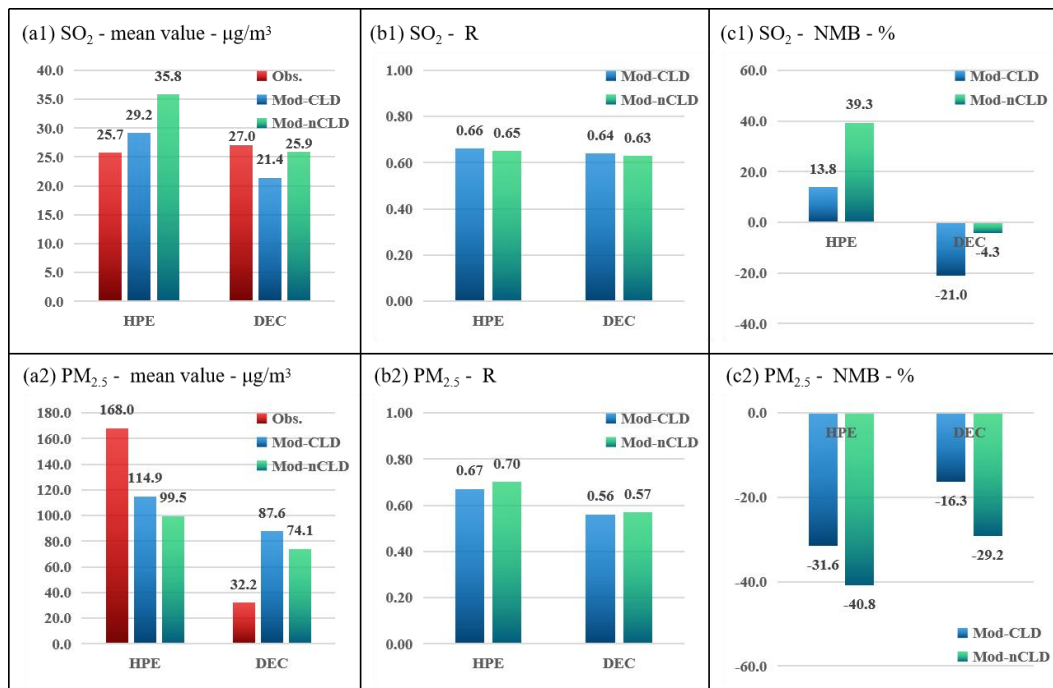 (a1) SO₂ - mean value - μg/m³
40.0
35.0
30.0
25.0
20.0
15.0
10.0
5.0
0.0
25.7
29.2
35.8
27.0
21.4
25.9
Obs.
Mod-CLD
Mod-nCLD
HPE
DEC
(b1) SO₂ - R
1.00
0.80
0.60
0.40
0.20
0.00
0.66
0.65
0.64
0.63
Mod-CLD
Mod-nCLD
HPE
DEC
(c1) SO₂ - NMB - %
60.0
40.0
20.0
0.0
-20.0
-40.0
13.8
39.3
-21.0
-4.3
Mod-CLD
Mod-nCLD
HPE
DEC
(a2) PM₂.₅ - mean value - μg/m³
180.0
160.0
140.0
120.0
100.0
80.0
60.0
40.0
20.0
0.0
168.0
114.9
99.5
32.2
87.6
74.1
Obs.
Mod-CLD
Mod-nCLD
HPE
DEC
(b2) PM₂.₅ - R
1.00
0.80
0.60
0.40
0.20
0.00
0.67
0.70
0.56
0.57
Mod-CLD
Mod-nCLD
HPE
DEC
(c2) PM₂.₅ - NMB - %
0.0
-20.0
-40.0
-60.0
HPE
DEC
-31.6
-40.8
-16.3
-29.2
Mod-CLD
Mod-nCLD